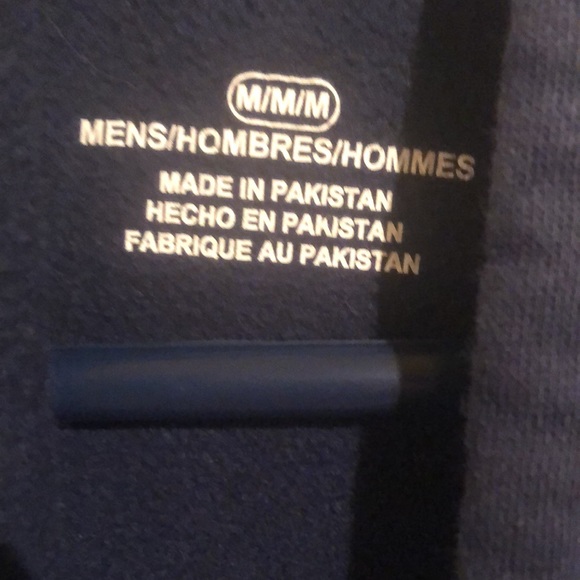 M/M/M
MENS/HOMBRES/HOMMES
MADE IN PAKISTAN
HECHO EN PAKISTAN
FABRIQUE AU PAKISTAN